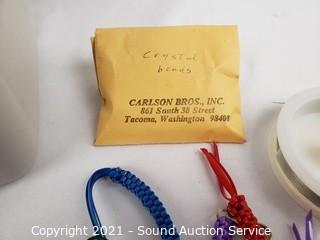 Crystal
beads
CARLSON BROS., INC.
861 South 38 Street
Tacoma, Washington 98408
Copyright 2021 - Sound Auction Service